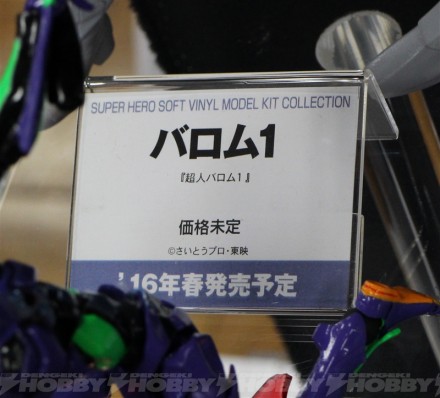 SUPER HERO SOFT VINYL MODEL KIT COLLECTION
バロム1
『超人バロム1』
価格未定
©さいとうプロ・東映
'16年春発売予定
DENGEKI HOBBY DENGEKI HOBBY DENGEKI HOBBY DENGEKI HOBBY